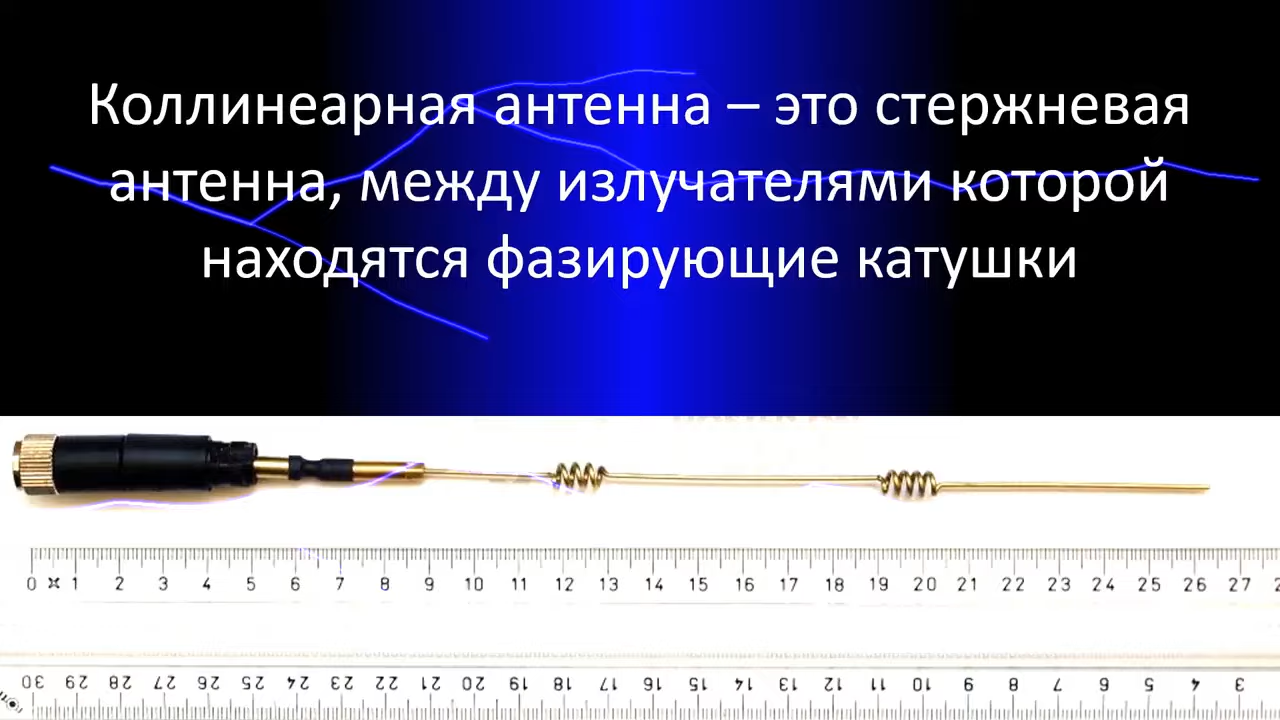 Коллинеарная антенна – это стержневая
антенна, между излучателями которой
находятся фазирующие катушки
0 1 2 3 4 5 6 7 8 9 10 11 12 13 14 15 16 17 18 19 20 21 22 23 24 25 26 27
30 29 28 27 26 25 24 23 22 21 20 19 18 17 16 15 14 13 12 11 10 9 8 7 6 5 4 3